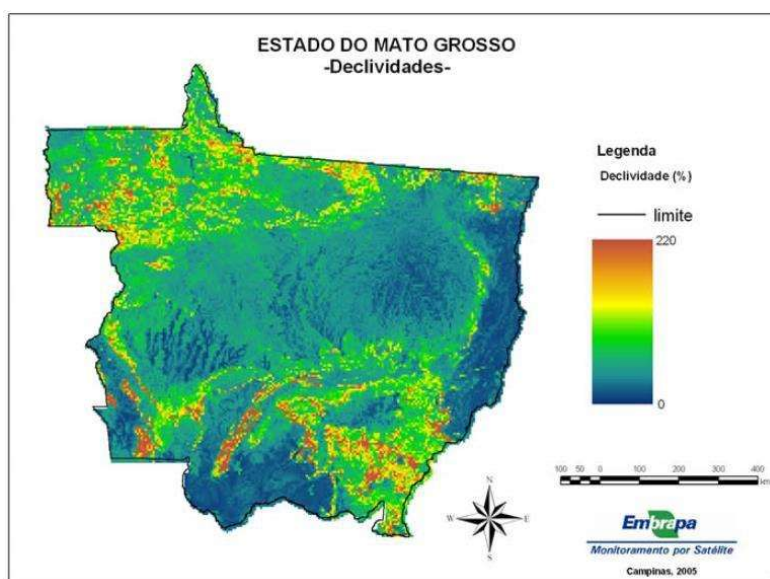 ESTADO DO MATO GROSSO
-Declividades-
Legenda
Declividade (%)
limite
220
0
N
W E
S
100 50 0 100 200 300 400
km
Embrapa
Monitoramento por Satélite
Campinas, 2005